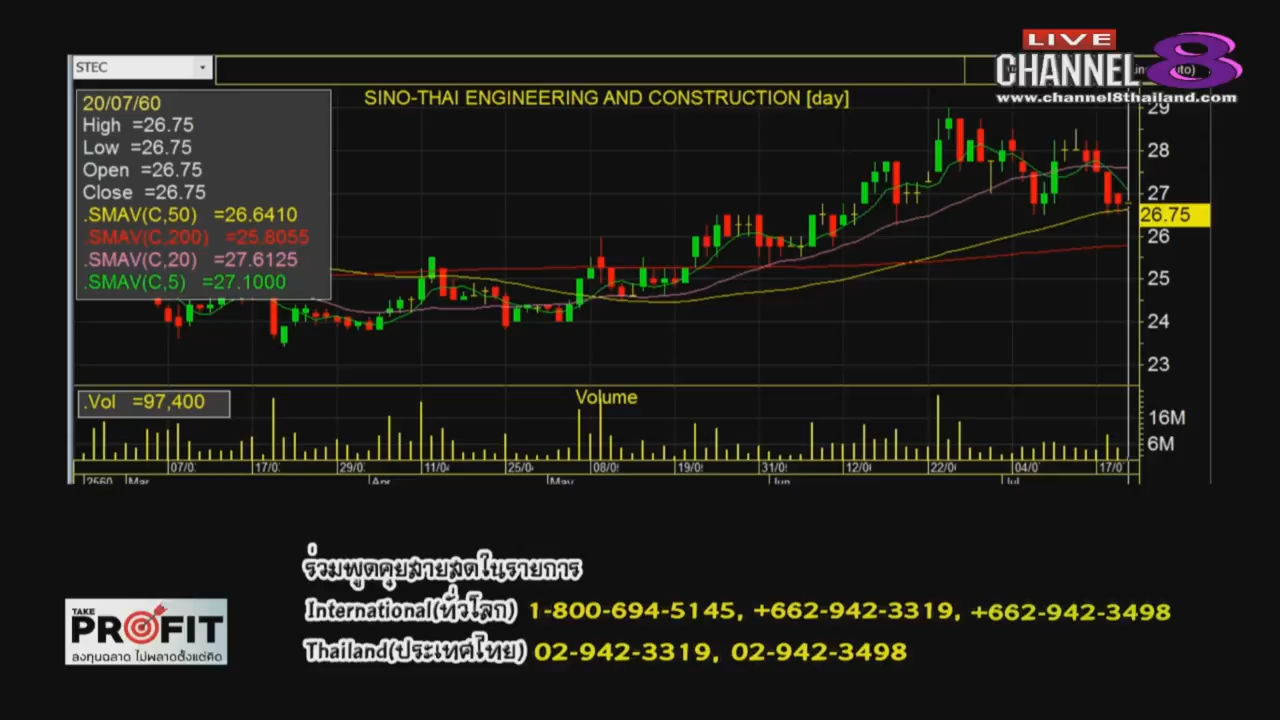 LIVE
CHANNEL 8
www.channel8thailand.com
STEC
SINO-THAI ENGINEERING AND CONSTRUCTION [day]
20/07/60
High =26.75
Low =26.75
Open =26.75
Close =26.75
.SMAV(C,50) =26.6410
.SMAV(C,200) =25.8055
.SMAV(C,20) =27.6125
.SMAV(C,5) =27.1000
29
28
27
26.75
26
25
24
23
.Vol =97,400
Volume
16M
6M
07/0 17/0 29/0 11/0 25/0 08/0 19/0 31/0 12/0 22/0 04/0 17/0
2560 Mar Apr May Jun Jul
ร่วมพูดคุยสายสดในรายการ
International(ทั่วโลก) 1-800-694-5145, +662-942-3319, +662-942-3498
Thailand(ประเทศไทย) 02-942-3319, 02-942-3498
TAKE
PROFIT
ลงทุนฉลาด ไม่พลาดตั้งแต่คิด